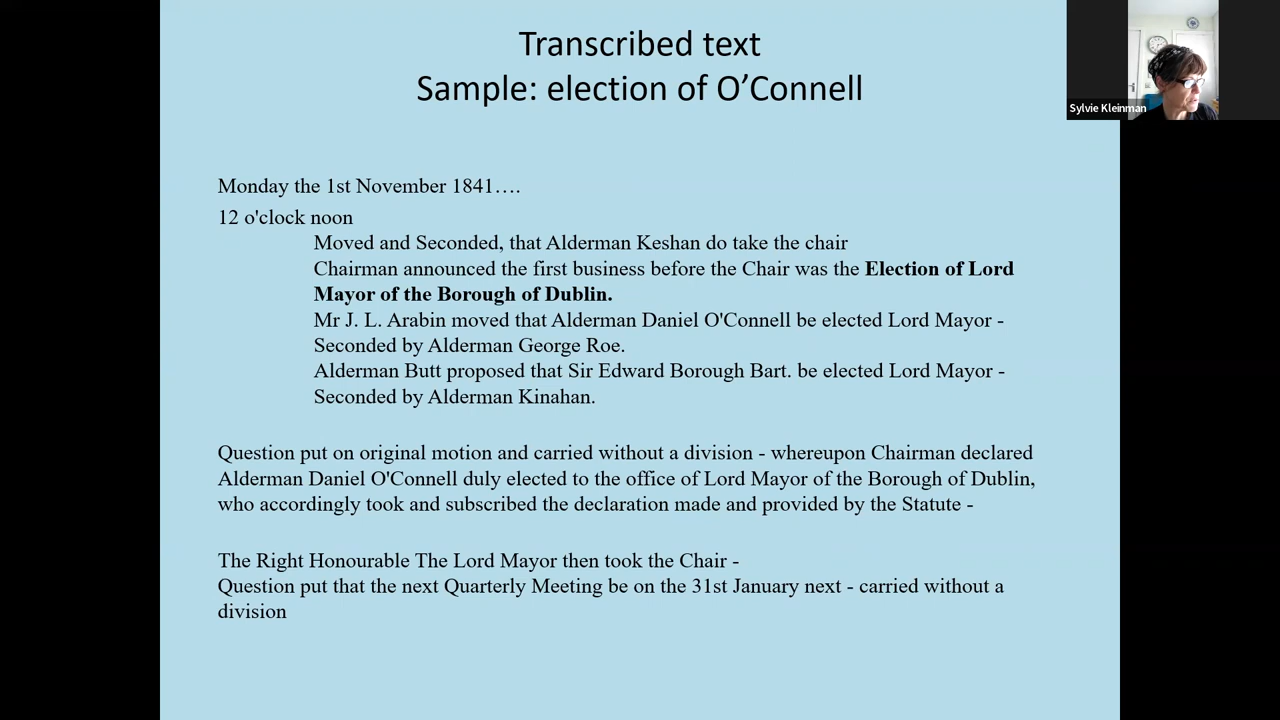 Transcribed text
Sample: election of O’Connell
Sylvie Kleinman
Monday the 1st November 1841….
12 o'clock noon
Moved and Seconded, that Alderman Keshan do take the chair
Chairman announced the first business before the Chair was the Election of Lord
Mayor of the Borough of Dublin.
Mr J. L. Arabin moved that Alderman Daniel O'Connell be elected Lord Mayor -
Seconded by Alderman George Roe.
Alderman Butt proposed that Sir Edward Borough Bart. be elected Lord Mayor -
Seconded by Alderman Kinahan.
Question put on original motion and carried without a division - whereupon Chairman declared
Alderman Daniel O'Connell duly elected to the office of Lord Mayor of the Borough of Dublin,
who accordingly took and subscribed the declaration made and provided by the Statute -
The Right Honourable The Lord Mayor then took the Chair -
Question put that the next Quarterly Meeting be on the 31st January next - carried without a
division